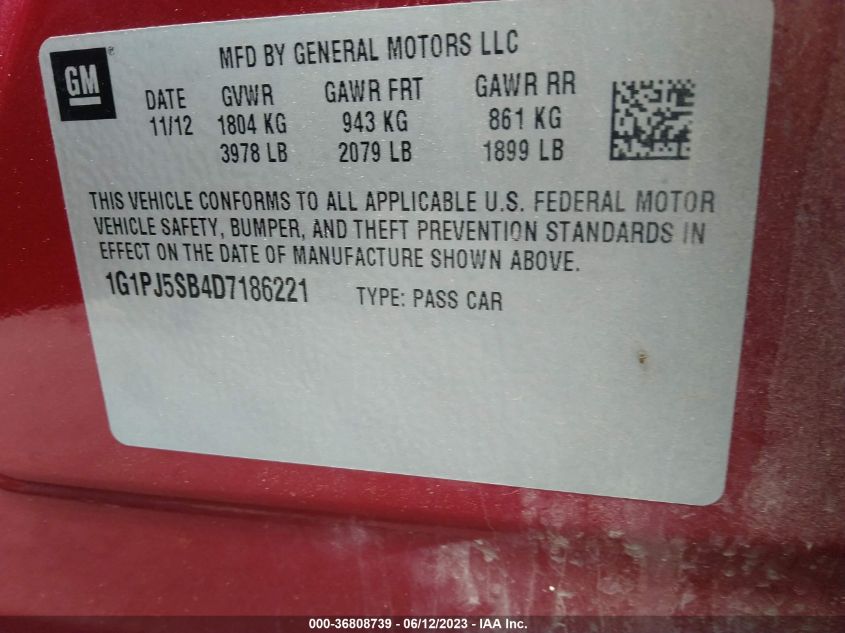 GM
®
MFD BY GENERAL MOTORS LLC
DATE GVWR GAWR FRT GAWR RR
11/12 1804 KG 943 KG 861 KG
3978 LB 2079 LB 1899 LB
THIS VEHICLE CONFORMS TO ALL APPLICABLE U.S. FEDERAL MOTOR
VEHICLE SAFETY, BUMPER, AND THEFT PREVENTION STANDARDS IN
EFFECT ON THE DATE OF MANUFACTURE SHOWN ABOVE.
1G1PJ5SB4D7186221 TYPE: PASS CAR
000-36808739 - 06/12/2023 - IAA Inc.